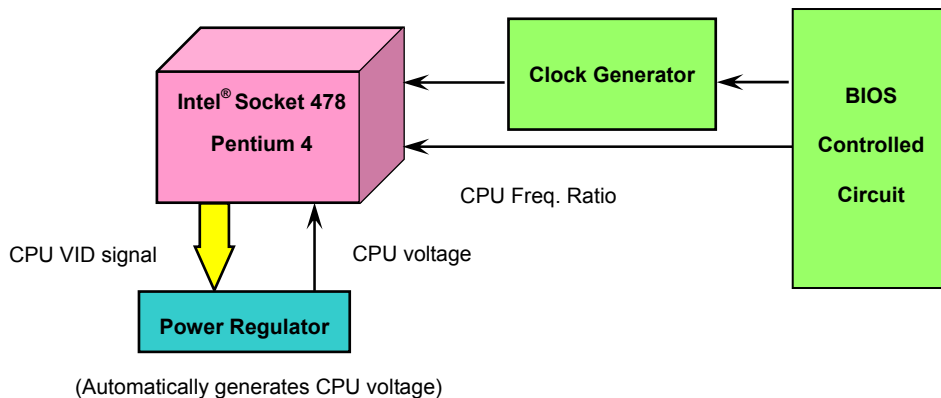 Intel® Socket 478
Pentium 4
Clock Generator
BIOS
Controlled
Circuit
CPU Freq. Ratio
CPU VID signal
CPU voltage
Power Regulator
(Automatically generates CPU voltage)